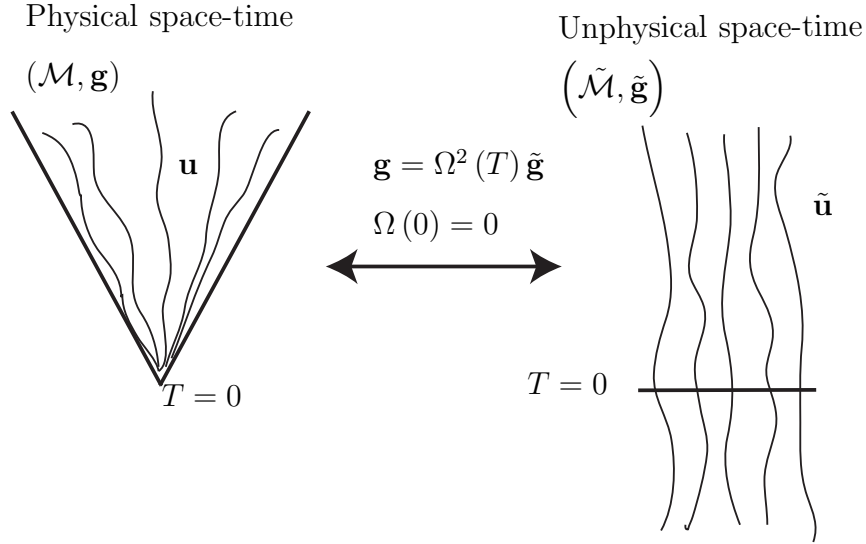 Physical space-time
(ℳ, g)
u
T = 0
g = Ω² (T) g̃
Ω (0) = 0
Unphysical space-time
(ℳ̃, g̃)
ũ
T = 0